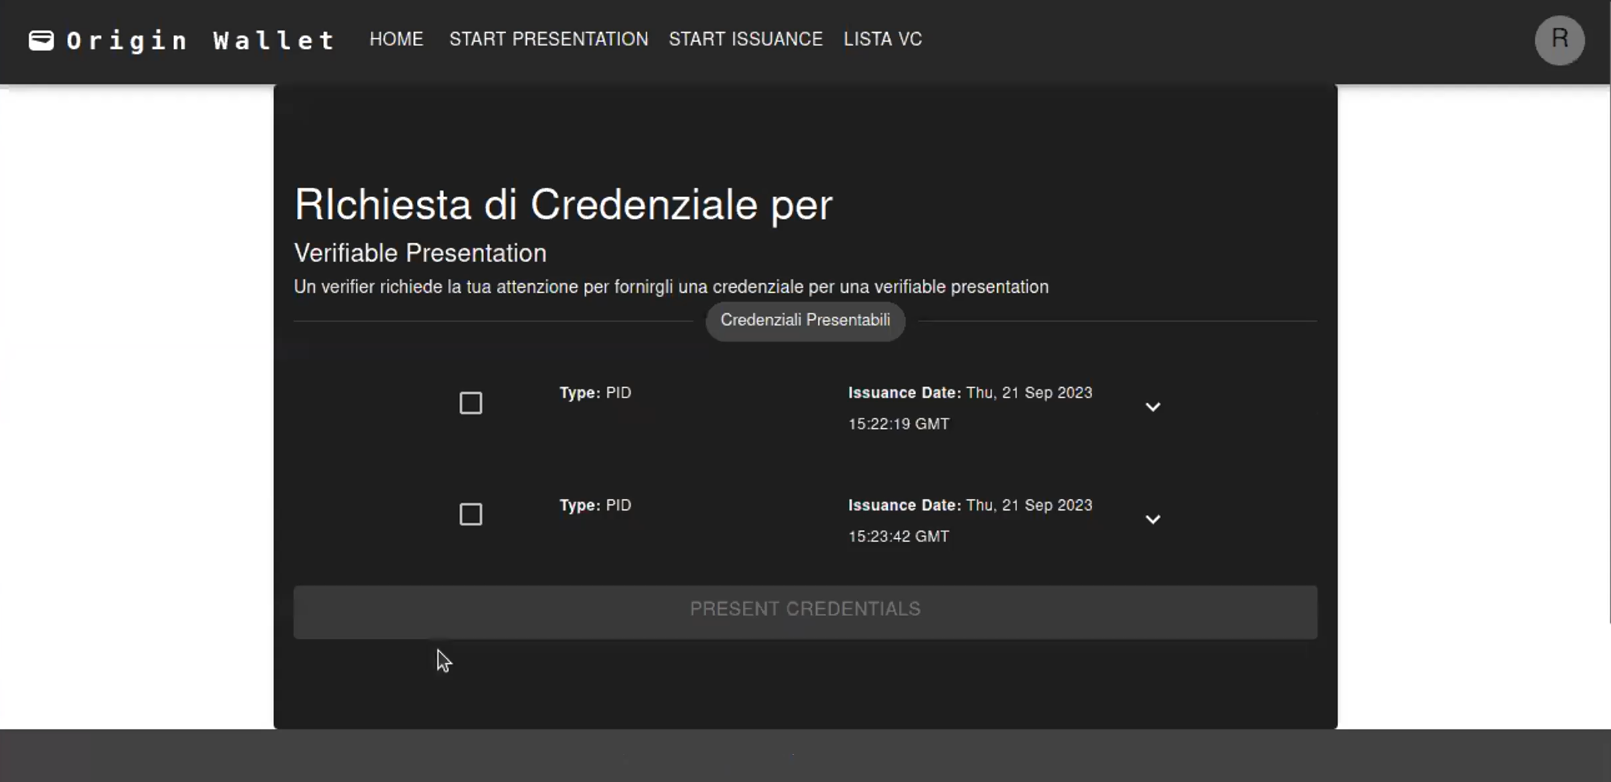 Origin Wallet HOME START PRESENTATION START ISSUANCE LISTA VC R
RIchiesta di Credenziale per
Verifiable Presentation
Un verifier richiede la tua attenzione per fornirgli una credenziale per una verifiable presentation
Credenziali Presentabili
Type: PID Issuance Date: Thu, 21 Sep 2023
15:22:19 GMT
Type: PID Issuance Date: Thu, 21 Sep 2023
15:23:42 GMT
PRESENT CREDENTIALS